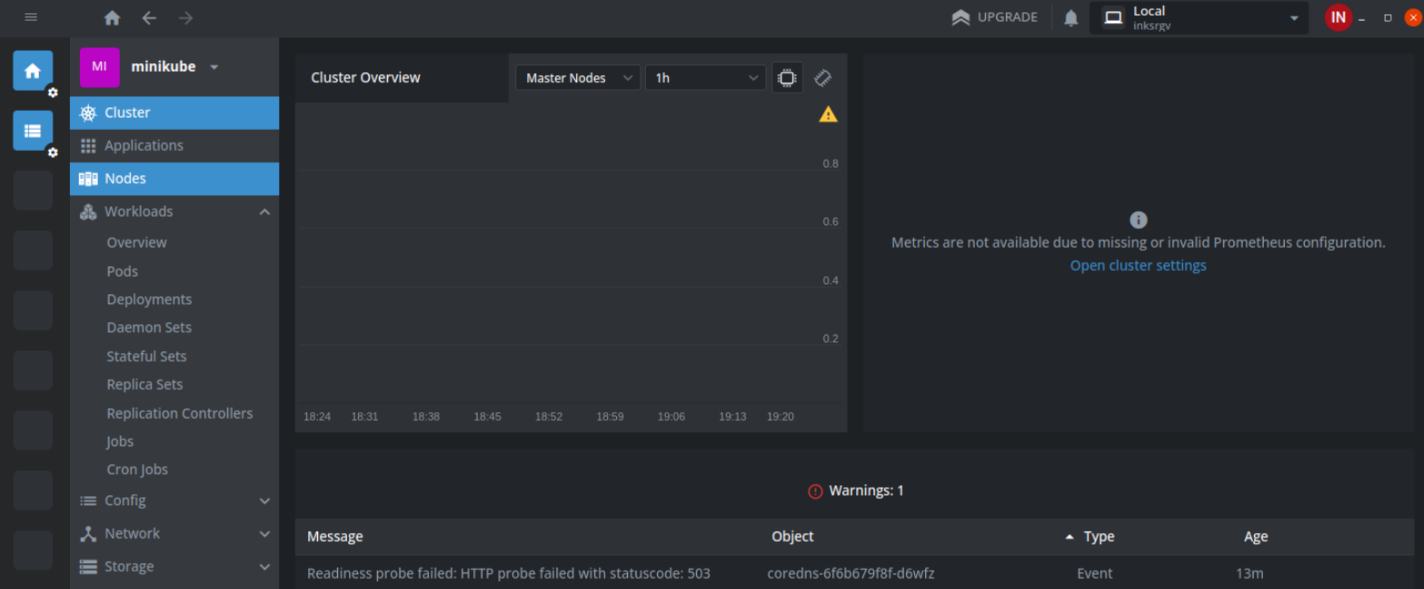 UPGRADE
Local
inksrgv
IN
MI minikube
Cluster
Applications
Nodes
Workloads
Overview
Pods
Deployments
Daemon Sets
Stateful Sets
Replica Sets
Replication Controllers
Jobs
Cron Jobs
Config
Network
Storage
Cluster Overview
Master Nodes
1h
0.8
0.6
0.4
0.2
18:24 18:31 18:38 18:45 18:52 18:59 19:06 19:13 19:20
Metrics are not available due to missing or invalid Prometheus configuration.
Open cluster settings
Warnings: 1
Message Object Type Age
Readiness probe failed: HTTP probe failed with statuscode: 503 coredns-6f6b679f8f-d6wfz Event 13m